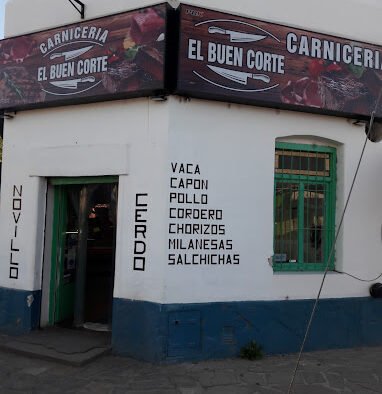 CARNICERIA
EL BUEN CORTE
EL BUEN CORTE
CARNICERIA
NOVILLO
CERDO
VACA
CAPON
POLLO
CORDERO
CHORIZOS
MILANESAS
SALCHICHAS